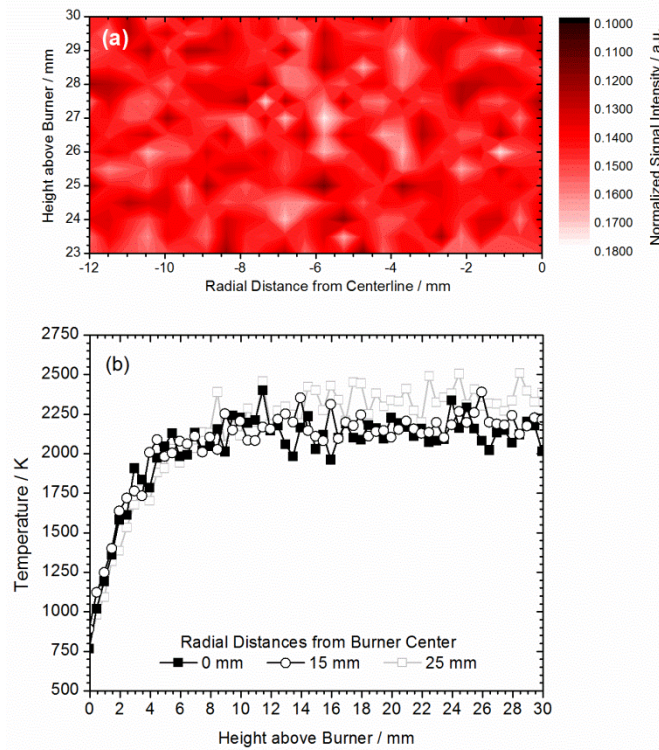 (a)
Height above Burner / mm
30
29
28
27
26
25
24
23
-12 -10 -8 -6 -4 -2 0
Radial Distance from Centerline / mm
0.1000
0.1100
0.1200
0.1300
0.1400
0.1500
0.1600
0.1700
0.1800
Normalized Signal Intensity / a.u.
(b)
Temperature / K
2750
2500
2250
2000
1750
1500
1250
1000
750
500
Radial Distances from Burner Center
0 mm 15 mm 25 mm
0 2 4 6 8 10 12 14 16 18 20 22 24 26 28 30
Height above Burner / mm